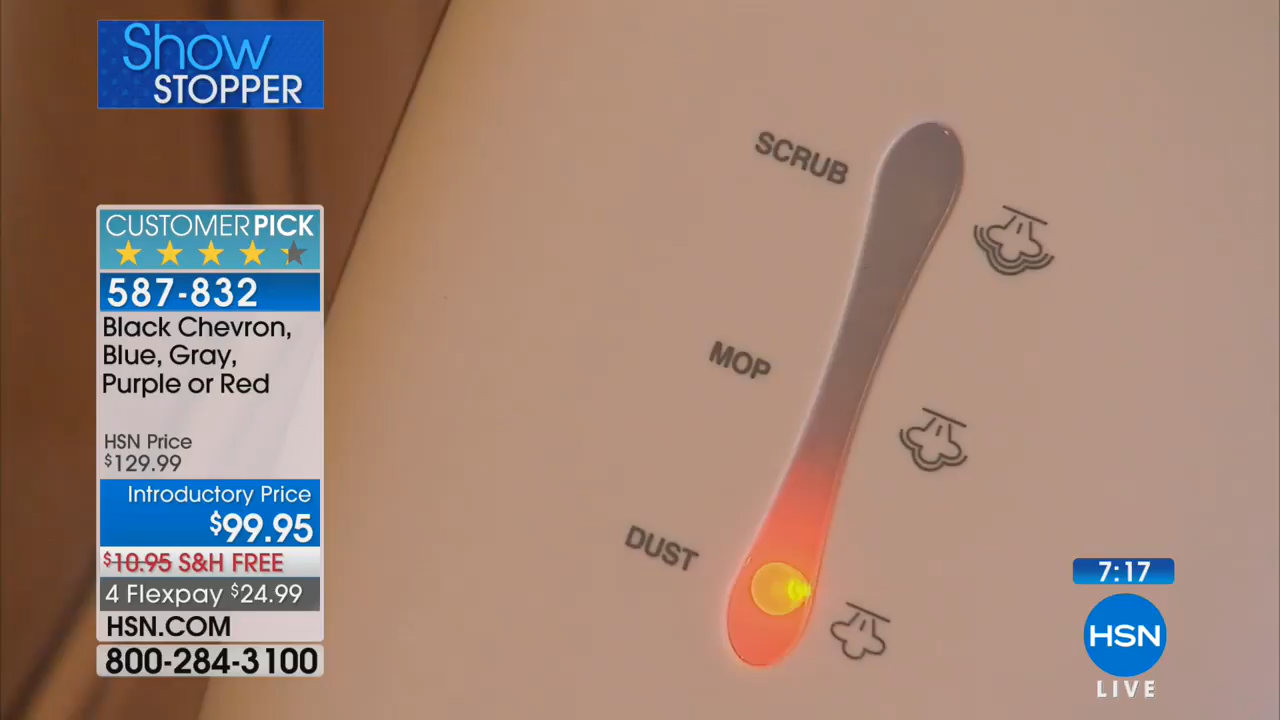 Show
STOPPER
CUSTOMER PICK
587-832
Black Chevron,
Blue, Gray,
Purple or Red
HSN Price
$129.99
Introductory Price
$99.95
$10.95 S&H FREE
4 Flexpay $24.99
HSN.COM
800-284-3100
SCRUB
MOP
DUST
7:17
HSN
LIVE